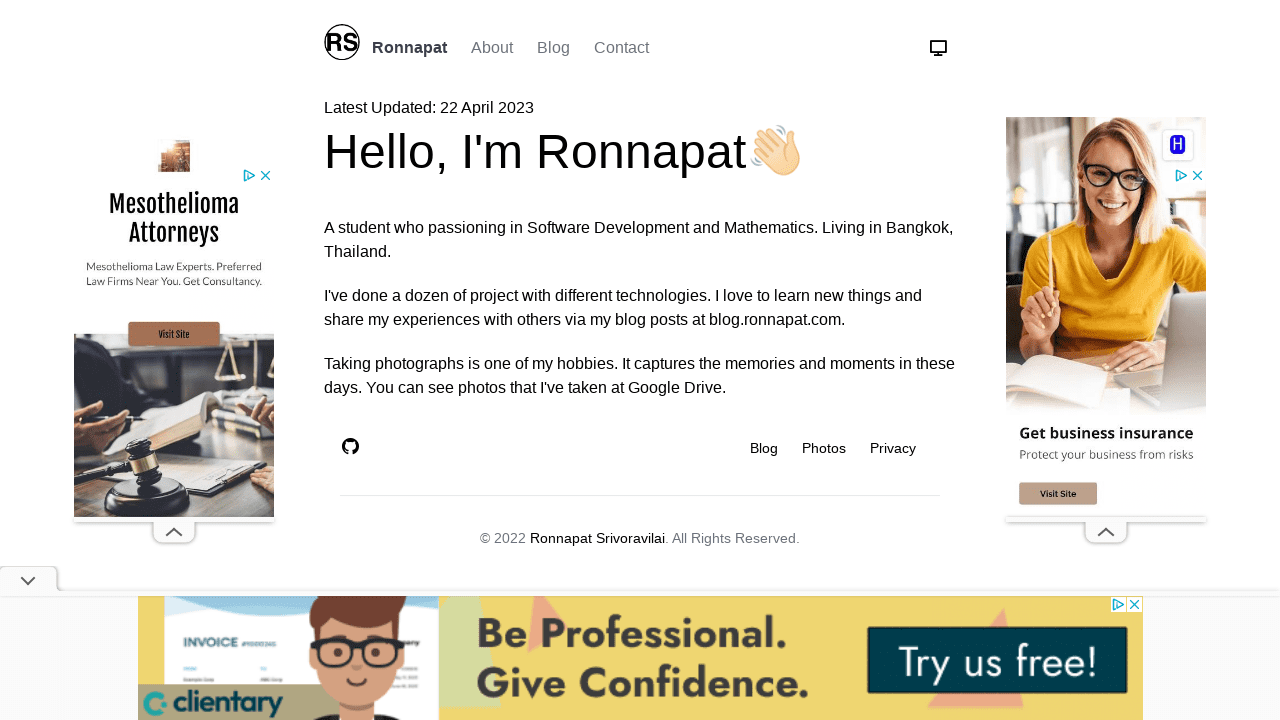 RS Ronnapat About Blog Contact
Latest Updated: 22 April 2023
Hello, I'm Ronnapat👋🏻
A student who passioning in Software Development and Mathematics. Living in Bangkok,
Thailand.
I've done a dozen of project with different technologies. I love to learn new things and
share my experiences with others via my blog posts at blog.ronnapat.com.
Taking photographs is one of my hobbies. It captures the memories and moments in these
days. You can see photos that I've taken at Google Drive.
Blog Photos Privacy
© 2022 Ronnapat Srivoravilai. All Rights Reserved.
Mesothelioma
Attorneys
Mesothelioma Law Experts. Preferred
Law Firms Near You. Get Consultancy.
Visit Site
H
Get business insurance
Protect your business from risks
Visit Site
INVOICE
clientary
Be Professional.
Give Confidence.
Try us free!